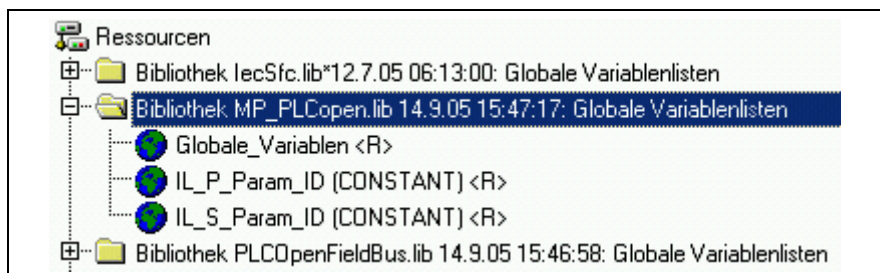 Ressourcen
Bibliothek IecSfc.lib*12.7.05 06:13:00: Globale Variablenlisten
Bibliothek MP_PLCopen.lib 14.9.05 15:47:17: Globale Variablenlisten
Globale_Variablen <R>
IL_P_Param_ID (CONSTANT) <R>
IL_S_Param_ID (CONSTANT) <R>
Bibliothek PLCOpenFieldBus.lib 14.9.05 15:46:58: Globale Variablenlisten